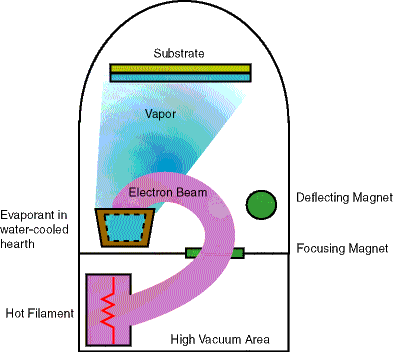 Substrate
Vapor
Electron Beam
Deflecting Magnet
Evaporant in
water-cooled
hearth
Focusing Magnet
Hot Filament
High Vacuum Area